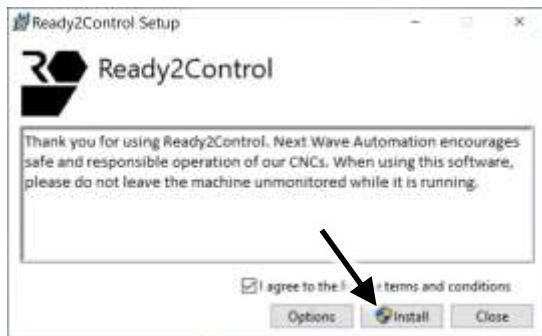 Ready2Control Setup
Ready2Control
Thank you for using Ready2Control. Next Wave Automation encourages
safe and responsible operation of our CNCs. When using this software,
please do not leave the machine unmonitored while it is running.
I agree to the terms and conditions
Options Install Close